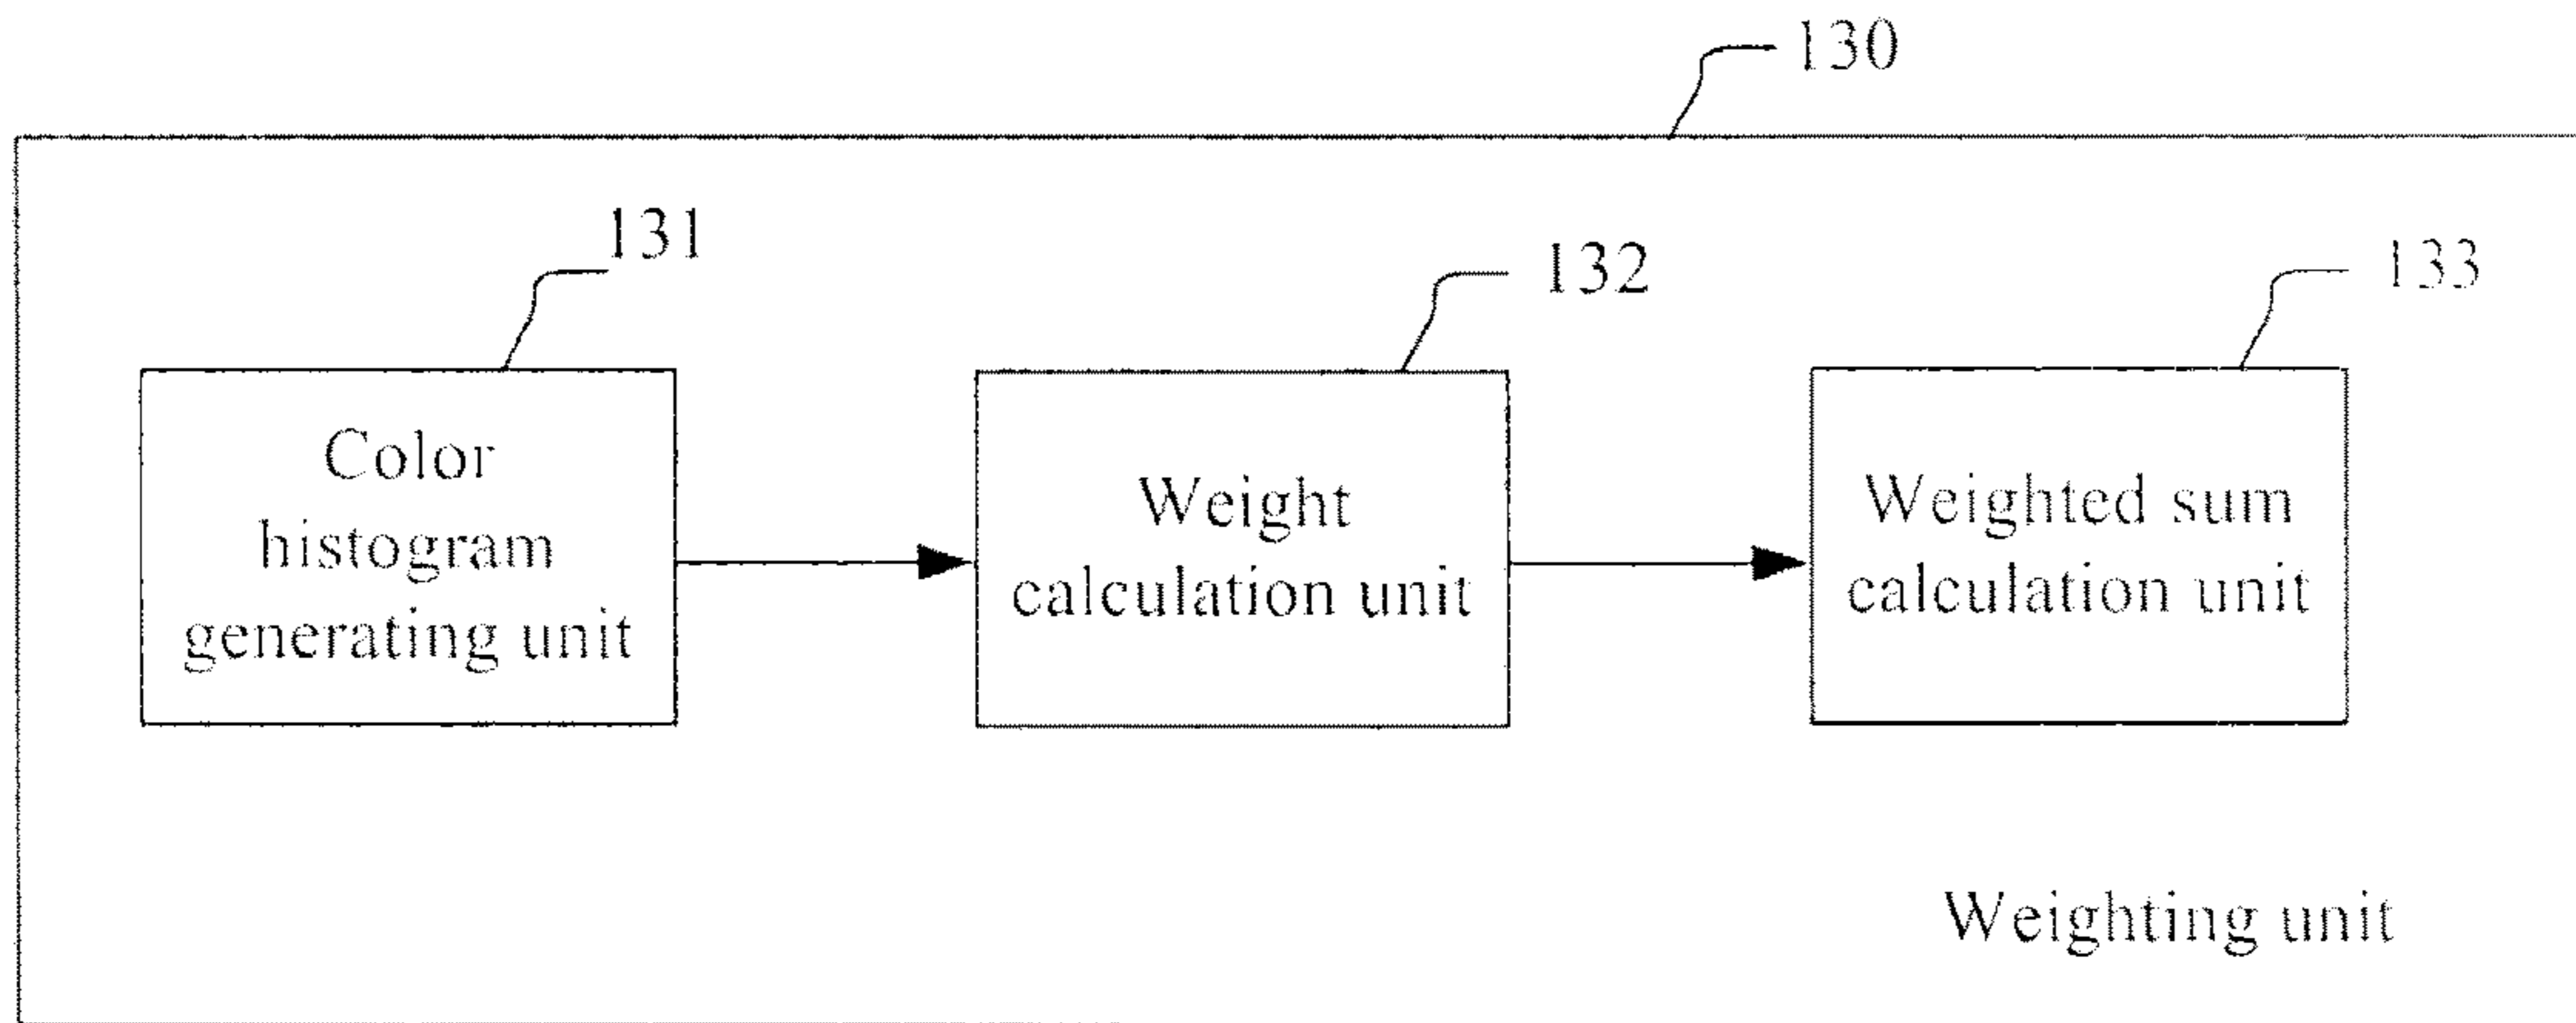 130
131
132
133
Color
histogram
generating unit
Weight
calculation unit
Weighted sum
calculation unit
Weighting unit